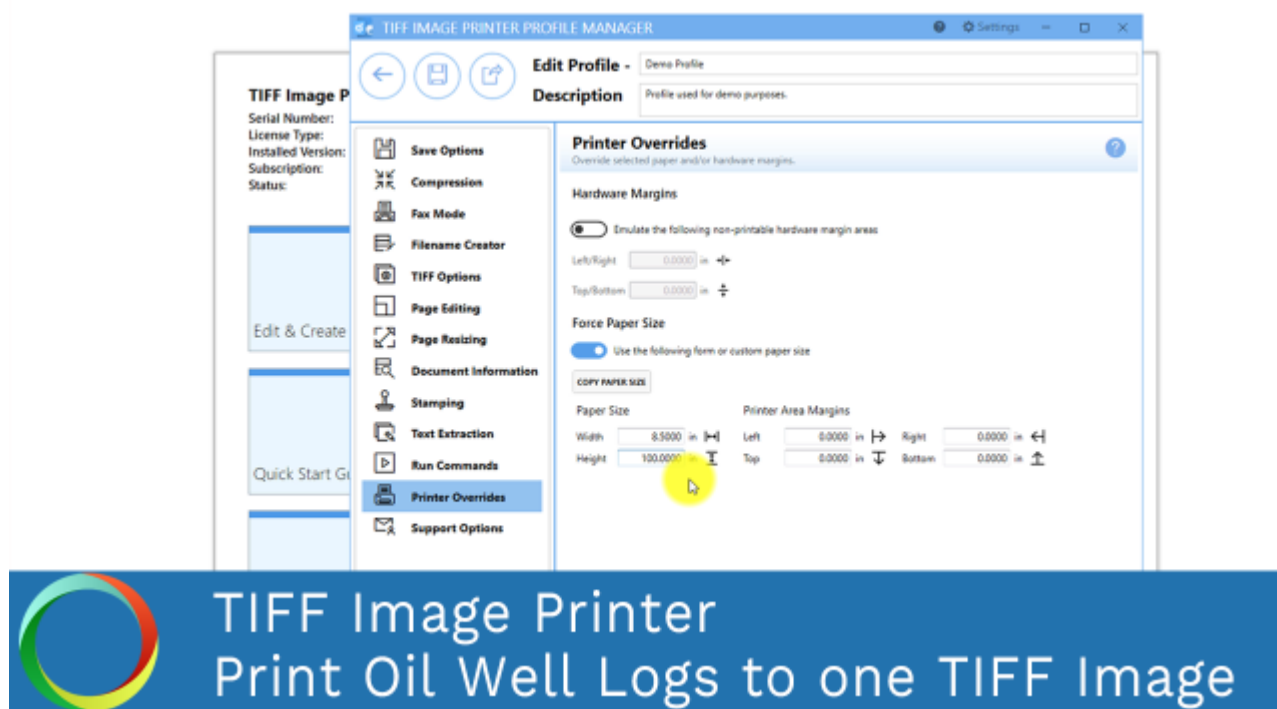 TIFF IMAGE PRINTER PROFILE MANAGER
Settings
Edit Profile - Demo Profile
Description Profile used for demo purposes.
TIFF Image P
Serial Number:
License Type:
Installed Version:
Subscription:
Status:
Edit & Create
Quick Start Gu
Save Options
Compression
Fax Mode
Filename Creator
TIFF Options
Page Editing
Page Resizing
Document Information
Stamping
Text Extraction
Run Commands
Printer Overrides
Support Options
Printer Overrides
Override selected paper and/or hardware margins.
Hardware Margins
Emulate the following non-printable hardware margin areas
Left/Right 0.0000 in
Top/Bottom 0.0000 in
Force Paper Size
Use the following form or custom paper size
COPY PAPER SIZE
Paper Size Printer Area Margins
Width 8.5000 in Left 0.0000 in Right 0.0000 in
Height 100.0000 in Top 0.0000 in Bottom 0.0000 in
TIFF Image Printer
Print Oil Well Logs to one TIFF Image